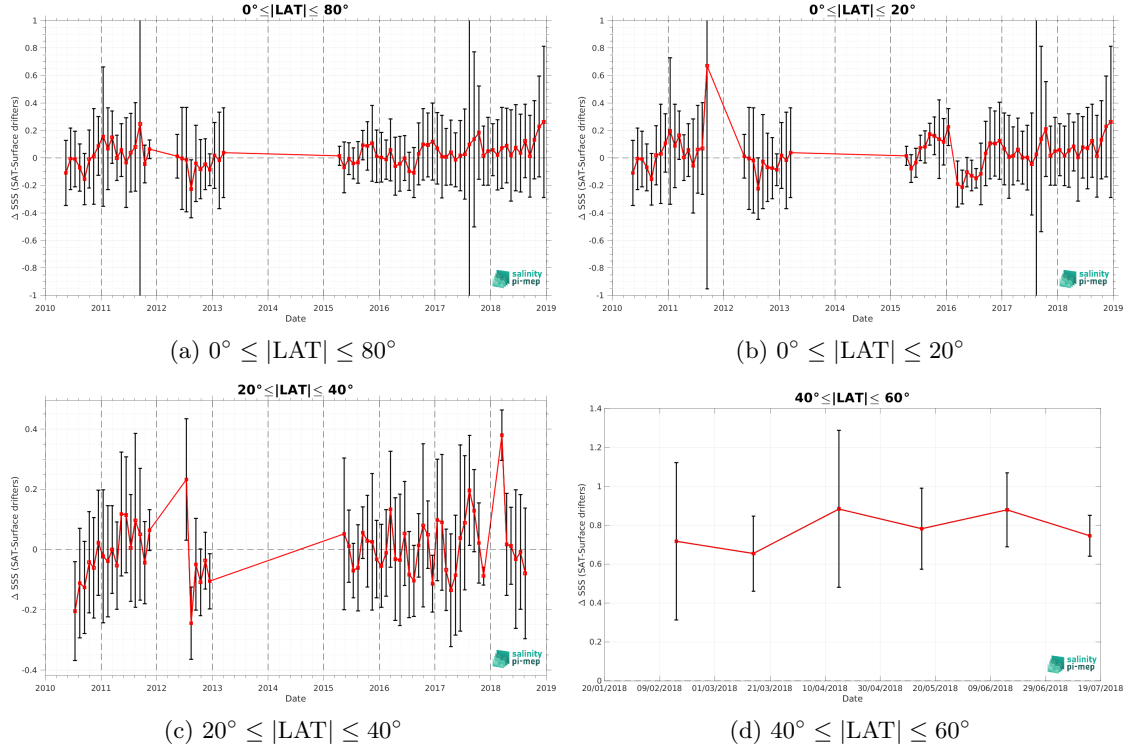 0°≤|LAT|≤ 80°
Δ SSS (SAT-Surface drifters)
1
0.8
0.6
0.4
0.2
0
-0.2
-0.4
-0.6
-0.8
-1
2010 2011 2012 2013 2014 2015 2016 2017 2018 2019
Date
salinity
pi-mep
(a) 0° ≤ |LAT| ≤ 80°
0°≤|LAT|≤ 20°
Δ SSS (SAT-Surface drifters)
1
0.8
0.6
0.4
0.2
0
-0.2
-0.4
-0.6
-0.8
-1
2010 2011 2012 2013 2014 2015 2016 2017 2018 2019
Date
salinity
pi-mep
(b) 0° ≤ |LAT| ≤ 20°
20°≤|LAT|≤ 40°
Δ SSS (SAT-Surface drifters)
0.4
0.2
0
-0.2
-0.4
2010 2011 2012 2013 2014 2015 2016 2017 2018 2019
Date
salinity
pi-mep
(c) 20° ≤ |LAT| ≤ 40°
40°≤|LAT|≤ 60°
Δ SSS (SAT-Surface drifters)
1.4
1.2
1
0.8
0.6
0.4
0.2
0
20/01/2018 09/02/2018 01/03/2018 21/03/2018 10/04/2018 30/04/2018 20/05/2018 09/06/2018 29/06/2018 19/07/2018
Date
salinity
pi-mep
(d) 40° ≤ |LAT| ≤ 60°